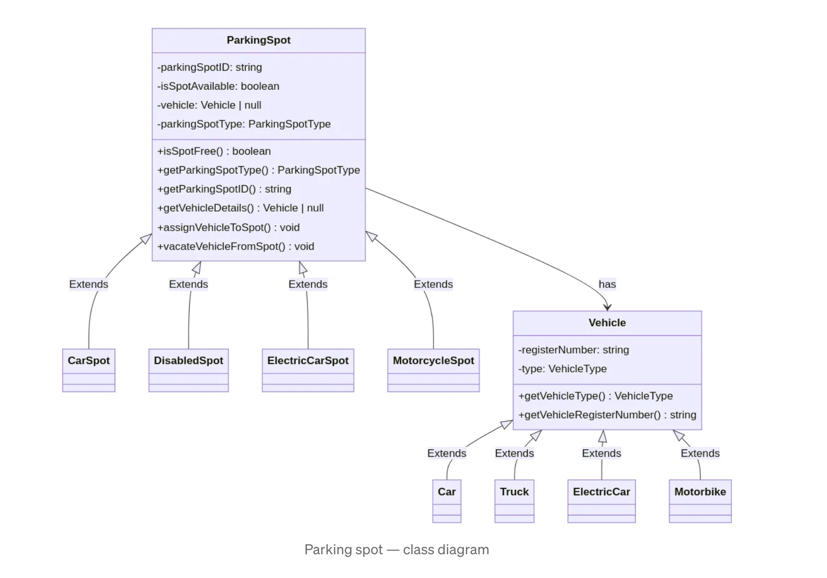 ParkingSpot
-parkingSpotID: string
-isSpotAvailable: boolean
-vehicle: Vehicle | null
-parkingSpotType: ParkingSpotType
+isSpotFree() : boolean
+getParkingSpotType() : ParkingSpotType
+getParkingSpotID() : string
+getVehicleDetails() : Vehicle | null
+assignVehicleToSpot() : void
+vacateVehicleFromSpot() : void
Extends
Extends
Extends
Extends
has
CarSpot
DisabledSpot
ElectricCarSpot
MotorcycleSpot
Vehicle
-registerNumber: string
-type: VehicleType
+getVehicleType() : VehicleType
+getVehicleRegisterNumber() : string
Extends
Extends
Extends
Extends
Car
Truck
ElectricCar
Motorbike
Parking spot — class diagram